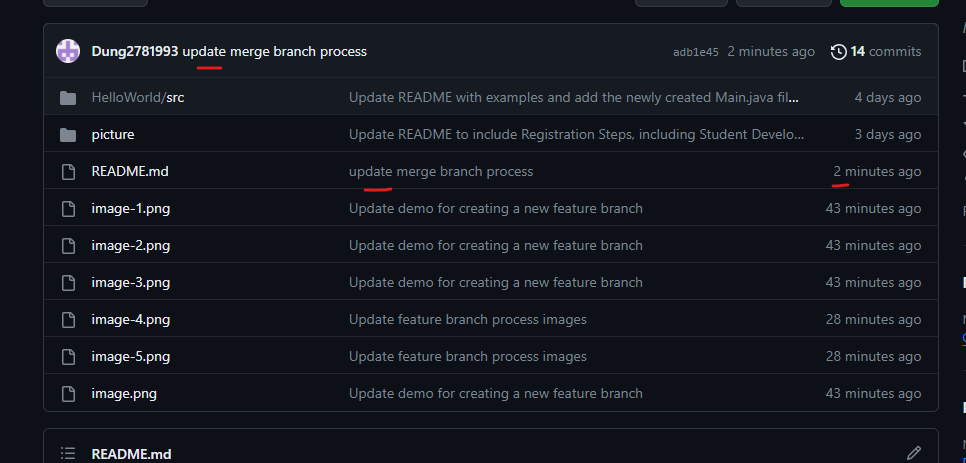 Dung2781993 update merge branch process adb1e45 2 minutes ago 14 commits
HelloWorld/src Update README with examples and add the newly created Main.java fil... 4 days ago
picture Update README to include Registration Steps, including Student Develo... 3 days ago
README.md update merge branch process 2 minutes ago
image-1.png Update demo for creating a new feature branch 43 minutes ago
image-2.png Update demo for creating a new feature branch 43 minutes ago
image-3.png Update demo for creating a new feature branch 43 minutes ago
image-4.png Update feature branch process images 28 minutes ago
image-5.png Update feature branch process images 28 minutes ago
image.png Update demo for creating a new feature branch 43 minutes ago
README.md